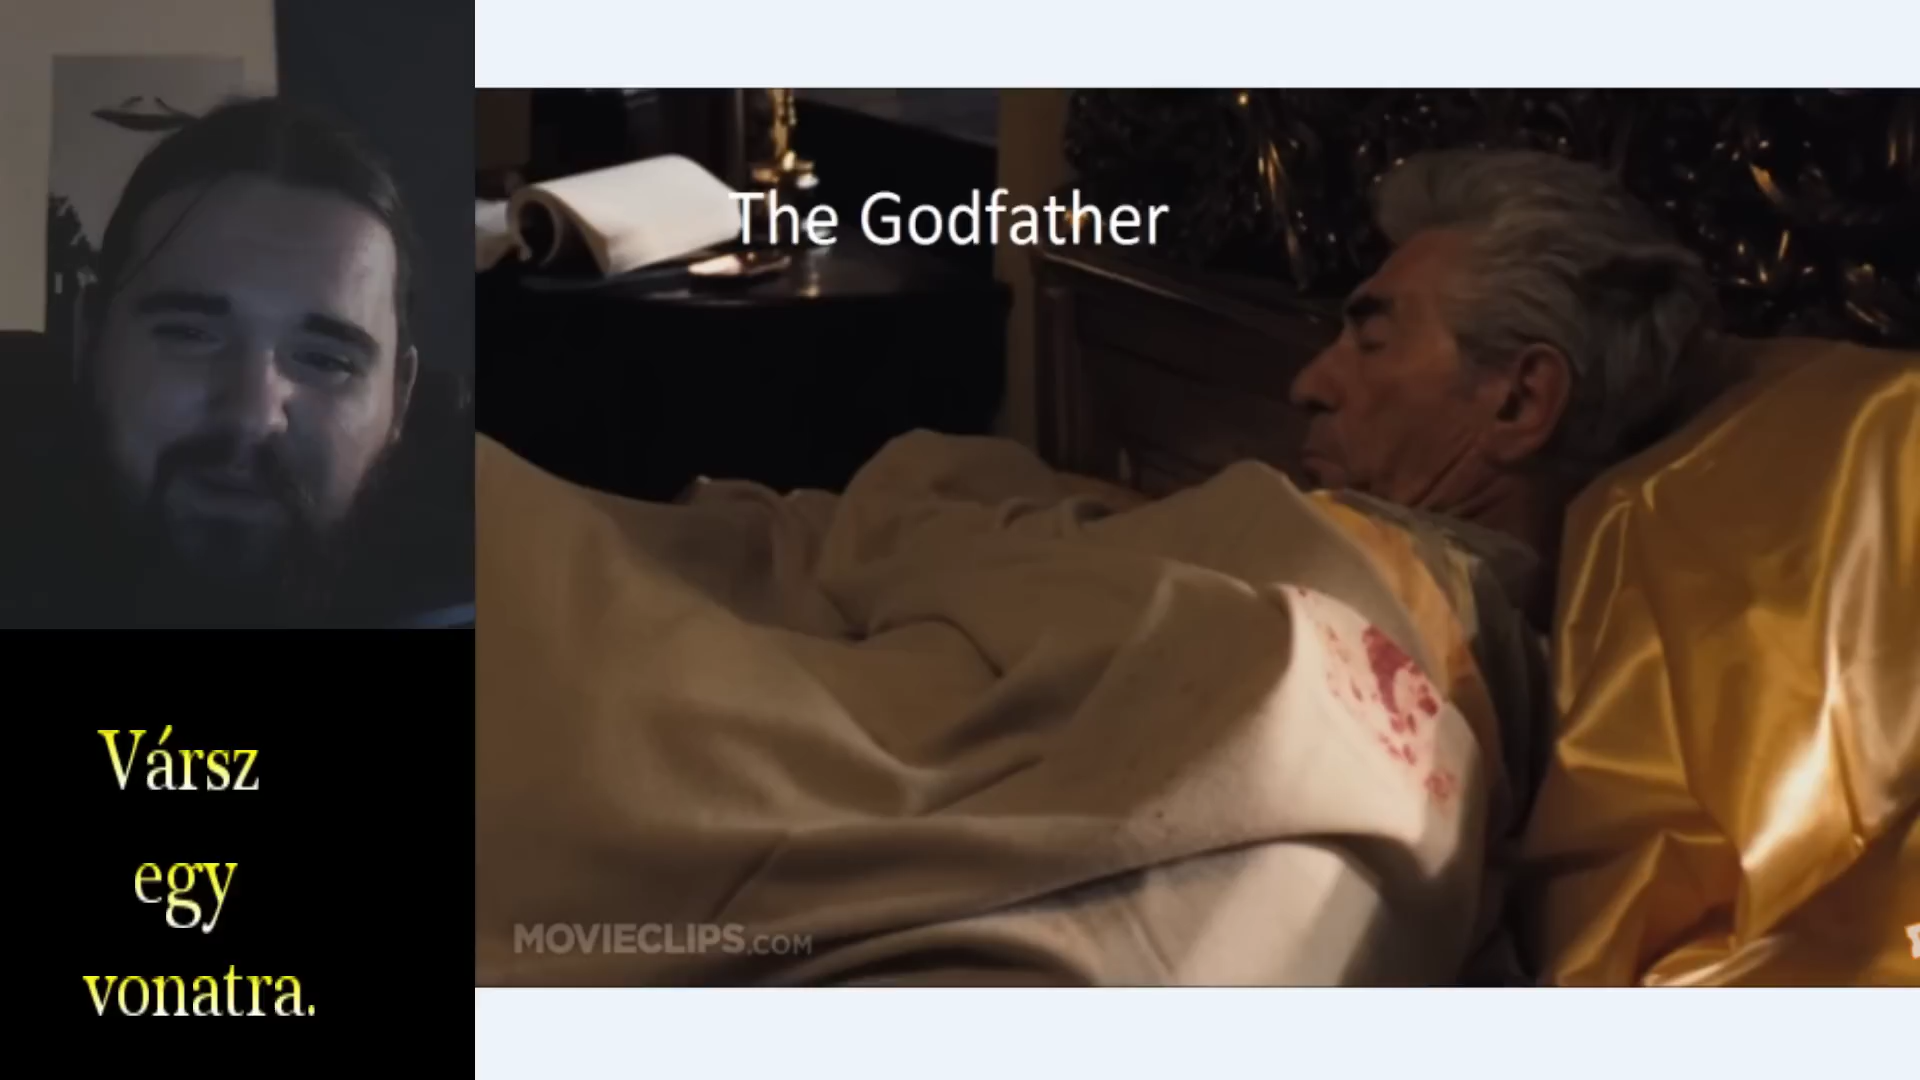 The Godfather
MOVIECLIPS.COM
Vársz
egy
vonatra.